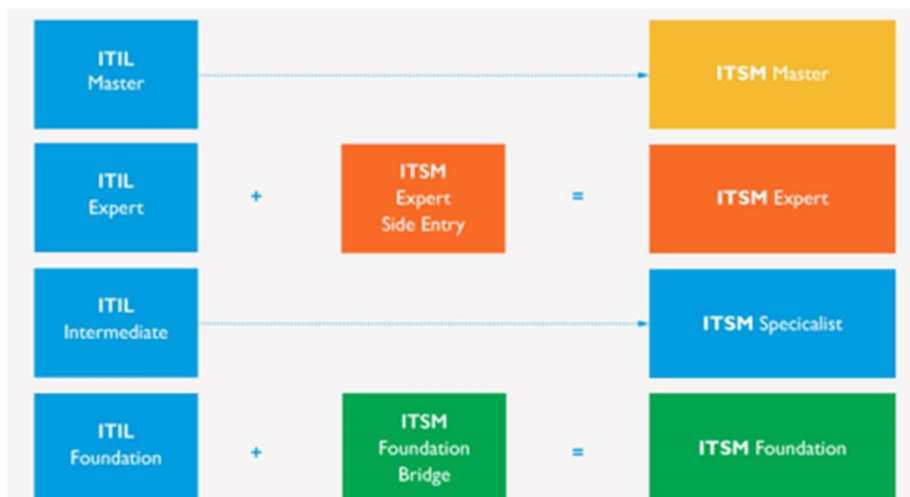 ITIL
Master
ITSM Master
ITIL
Expert
+
ITSM
Expert
Side Entry
=
ITSM Expert
ITIL
Intermediate
ITSM Specicalist
ITIL
Foundation
+
ITSM
Foundation
Bridge
=
ITSM Foundation